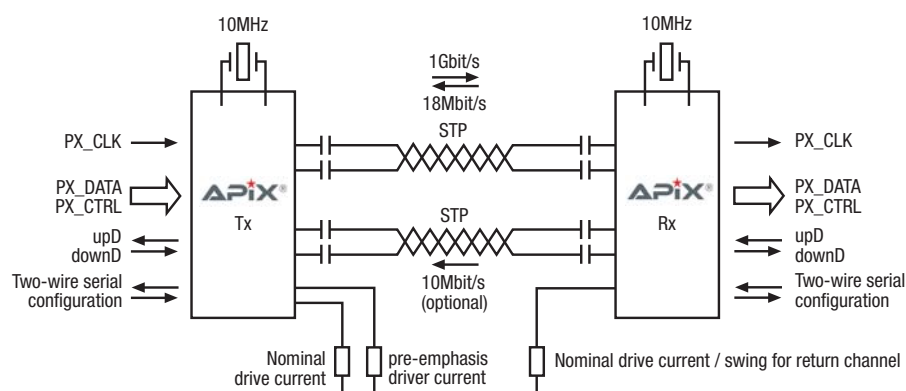 10MHz
10MHz
1Gbit/s
18Mbit/s
STP
PX_CLK
PX_DATA
PX_CTRL
upD
downD
Two-wire serial
configuration
APIX®
Tx
STP
10Mbit/s
(optional)
APIX®
Rx
PX_CLK
PX_DATA
PX_CTRL
upD
downD
Two-wire serial
configuration
Nominal
drive current
pre-emphasis
driver current
Nominal drive current / swing for return channel